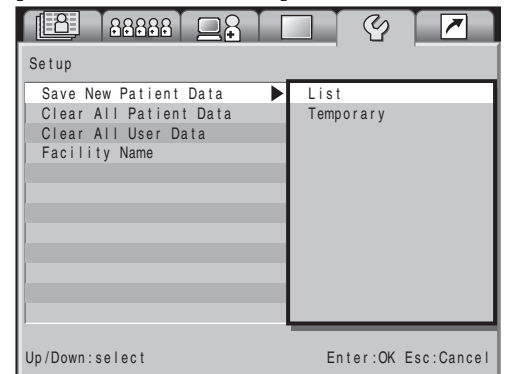 Setup
Save New Patient Data
Clear All Patient Data
Clear All User Data
Facility Name
List
Temporary
Up/Down:select Enter:OK Esc:Cancel